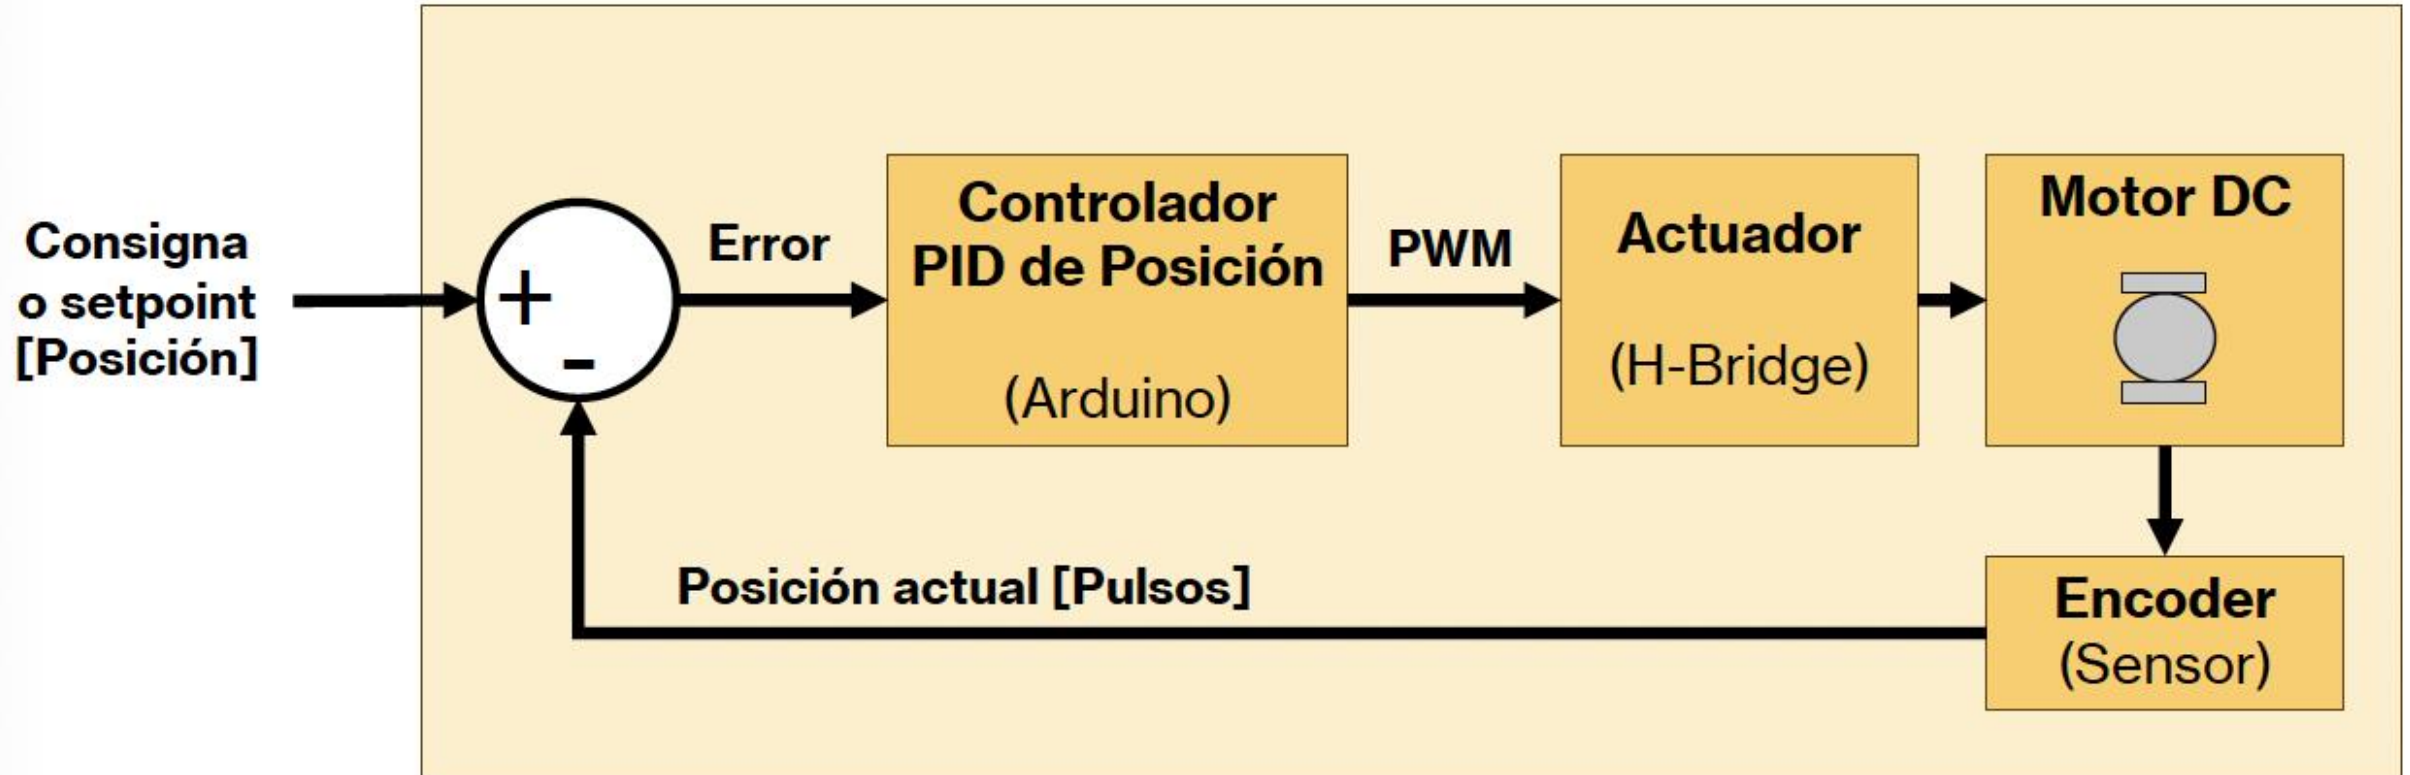 Consigna
o setpoint
[Posición]
+
-
Error
Controlador
PID de Posición
(Arduino)
PWM
Actuador
(H-Bridge)
Motor DC
Encoder
(Sensor)
Posición actual [Pulsos]